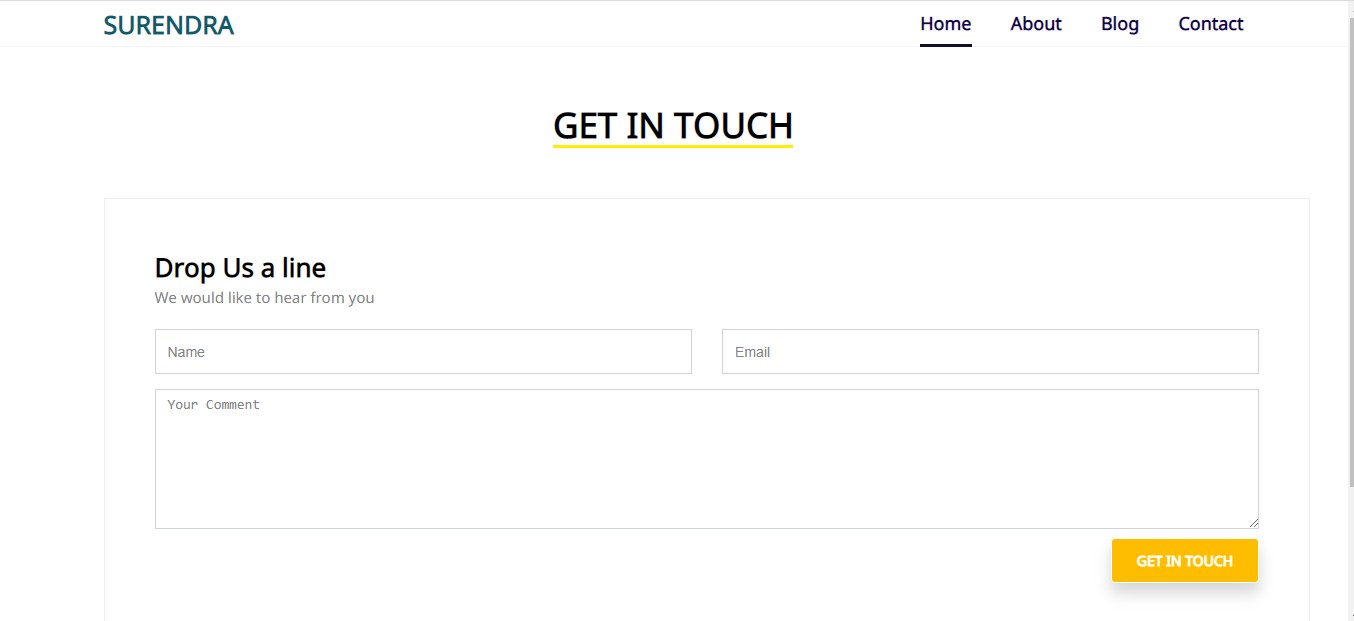 SURENDRA Home About Blog Contact
GET IN TOUCH
Drop Us a line
We would like to hear from you
Name Email
Your Comment
GET IN TOUCH